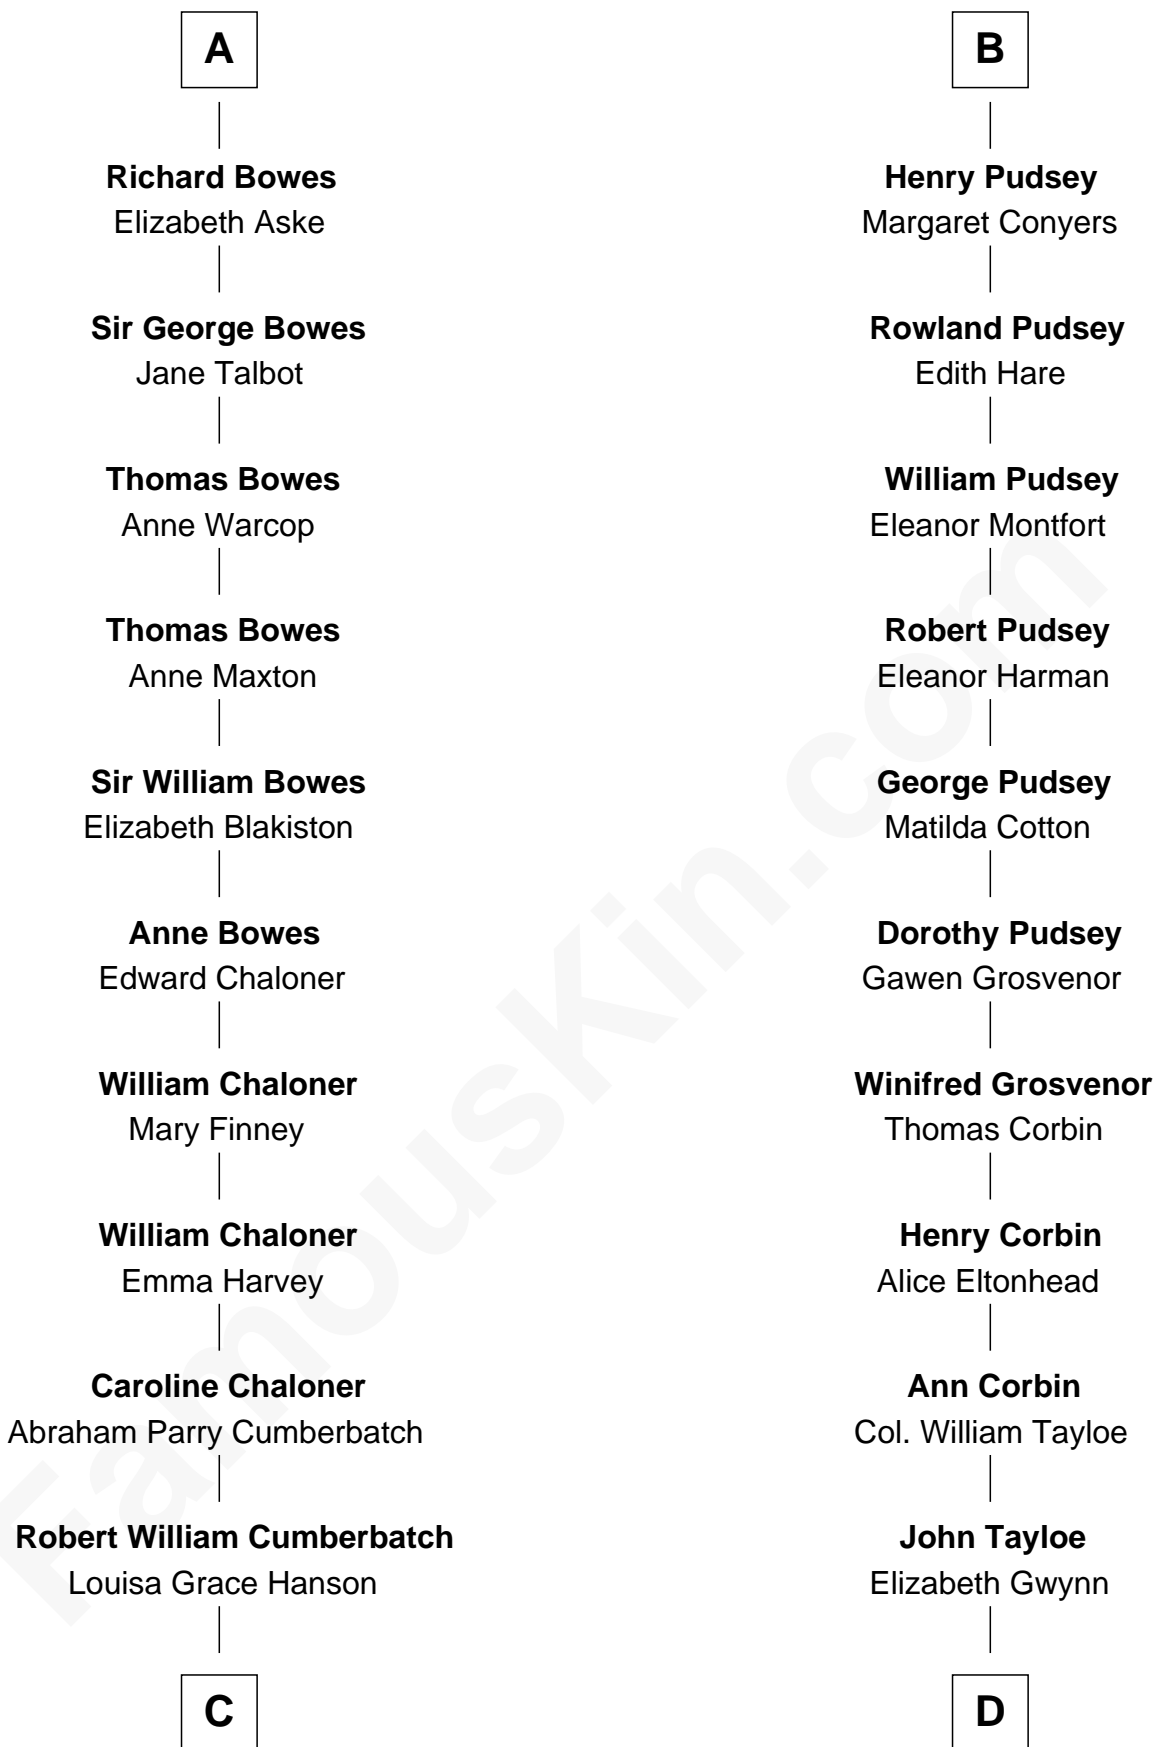 A
Richard Bowes
Elizabeth Aske
Sir George Bowes
Jane Talbot
Thomas Bowes
Anne Warcop
Thomas Bowes
Anne Maxton
Sir William Bowes
Elizabeth Blakiston
Anne Bowes
Edward Chaloner
William Chaloner
Mary Finney
William Chaloner
Emma Harvey
Caroline Chaloner
Abraham Parry Cumberbatch
Robert William Cumberbatch
Louisa Grace Hanson
C
B
Henry Pudsey
Margaret Conyers
Rowland Pudsey
Edith Hare
William Pudsey
Eleanor Montfort
Robert Pudsey
Eleanor Harman
George Pudsey
Matilda Cotton
Dorothy Pudsey
Gawen Grosvenor
Winifred Grosvenor
Thomas Corbin
Henry Corbin
Alice Eltonhead
Ann Corbin
Col. William Tayloe
John Tayloe
Elizabeth Gwynn
D
FamousKin.com